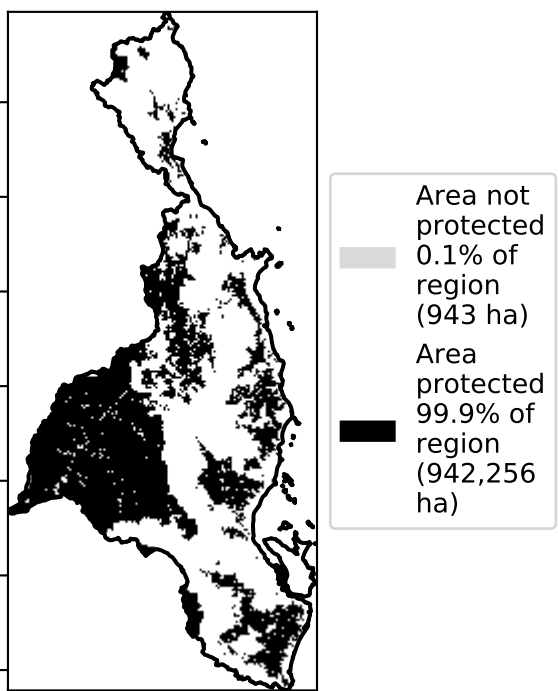 Area not
protected
0.1% of
region
(943 ha)
Area
protected
99.9% of
region
(942,256
ha)